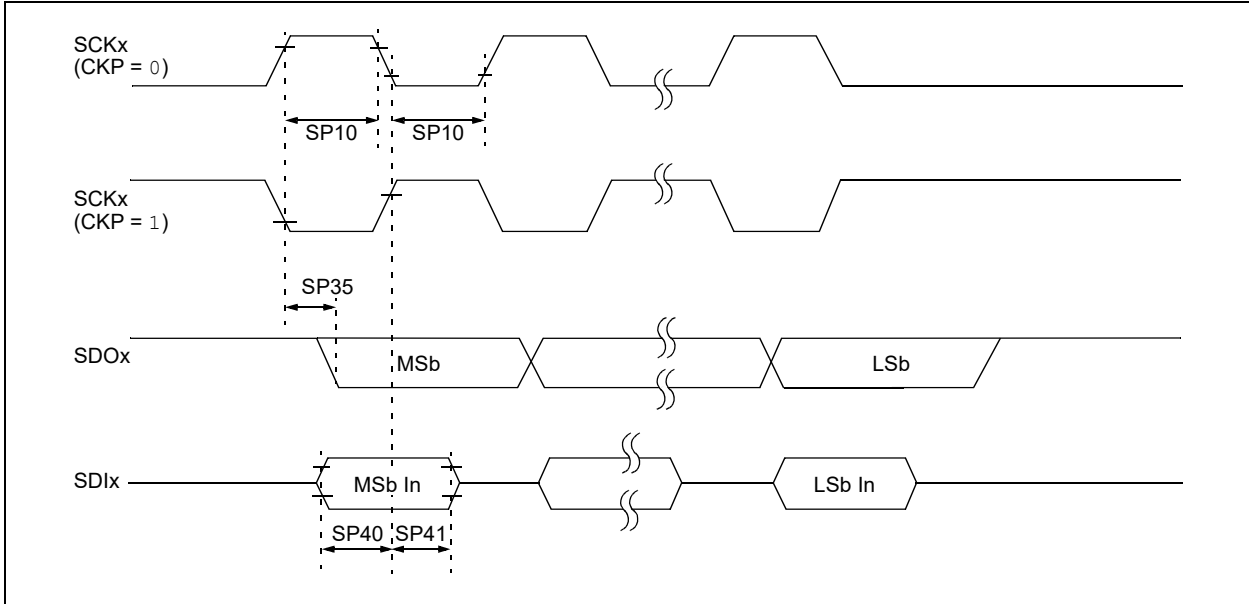 SCKx
(CKP = 0)
SP10
SP10
SCKx
(CKP = 1)
SP35
SDOx
MSb
LSb
SDIx
MSb In
LSb In
SP40
SP41